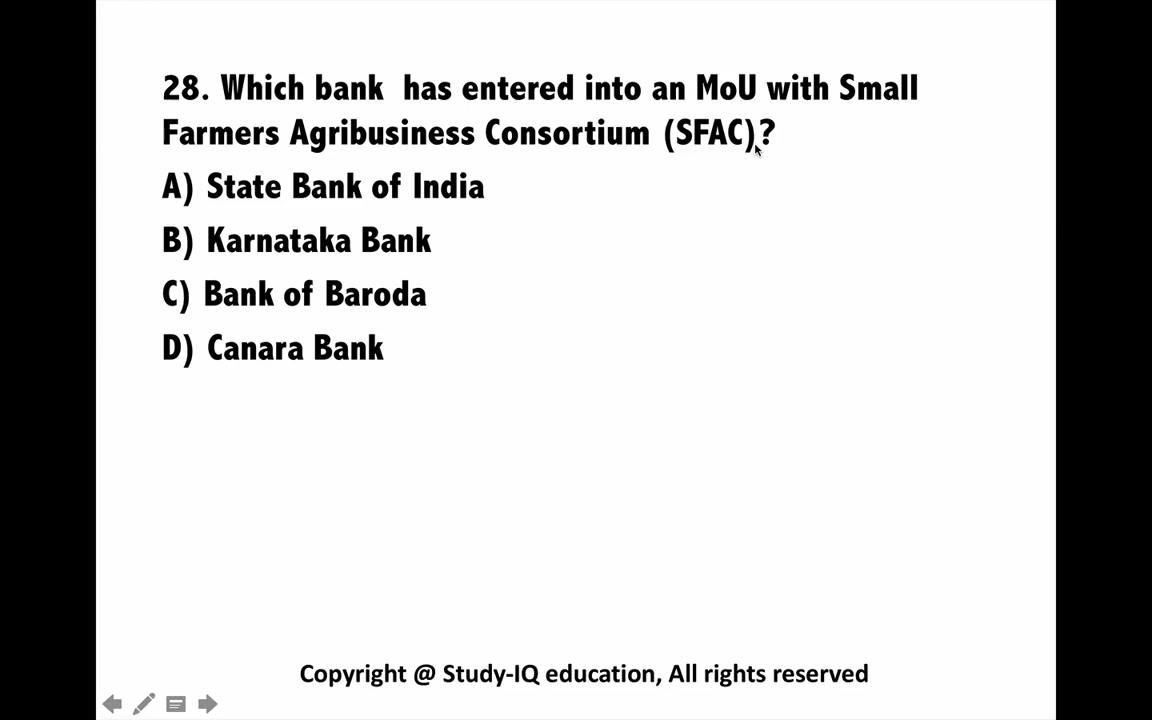 28. Which bank  has entered into an MoU with Small
Farmers Agribusiness Consortium (SFAC)?
A) State Bank of India
B) Karnataka Bank
C) Bank of Baroda
D) Canara Bank
Copyright @ Study-IQ education, All rights reserved